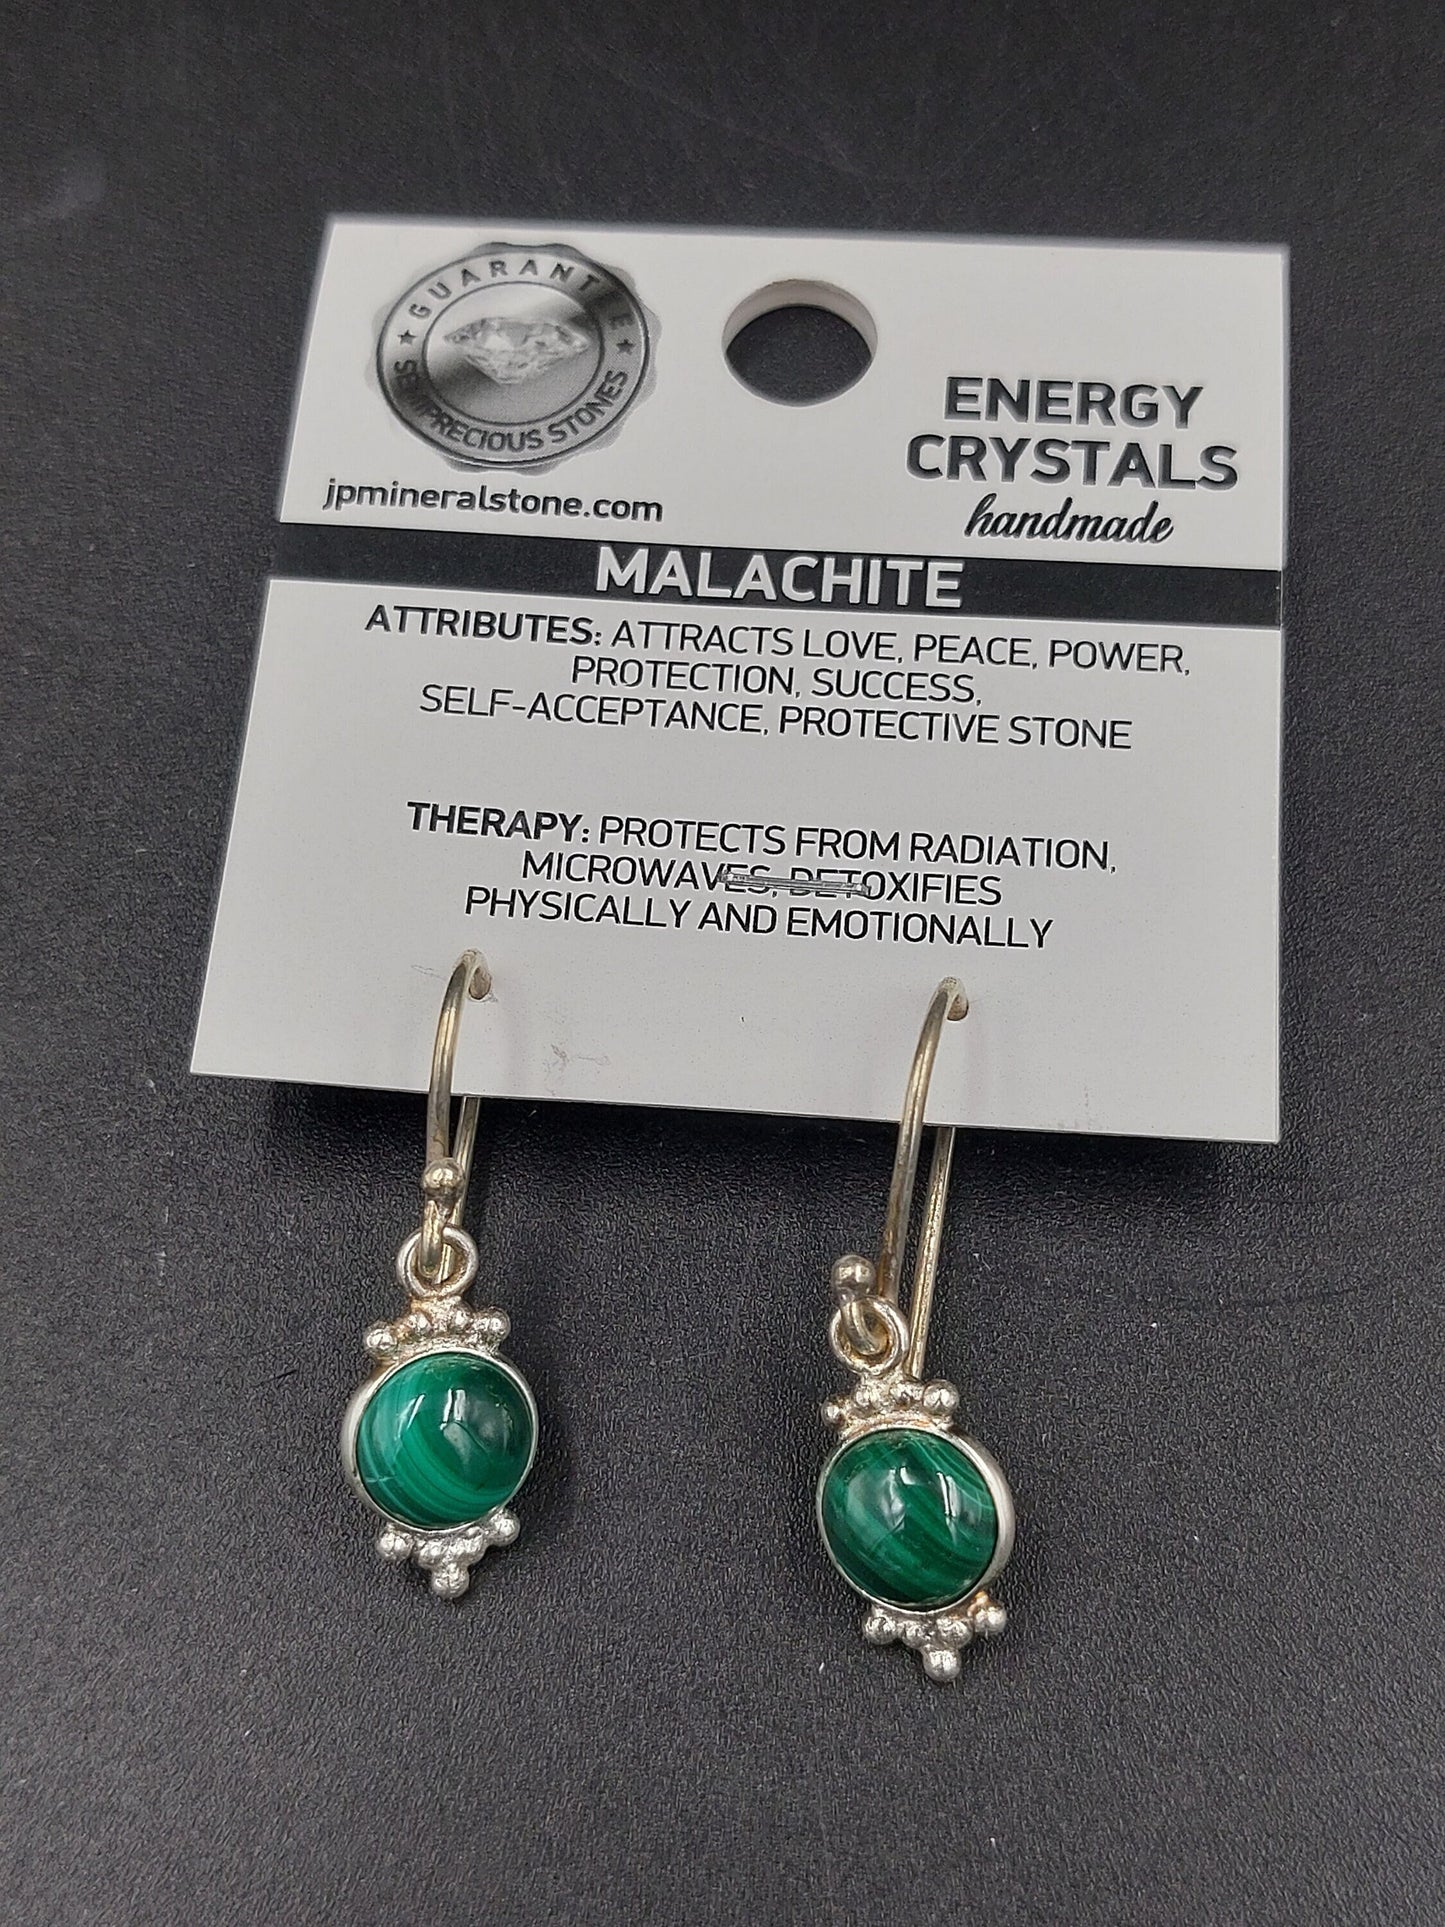 GUARANTEE
SEMIPRECIOUS STONES
jpmineralstone.com
ENERGY
CRYSTALS
handmade
MALACHITE
ATTRIBUTES: ATTRACTS LOVE, PEACE, POWER,
PROTECTION, SUCCESS,
SELF-ACCEPTANCE, PROTECTIVE STONE
THERAPY: PROTECTS FROM RADIATION,
MICROWAVES, DETOXIFIES
PHYSICALLY AND EMOTIONALLY